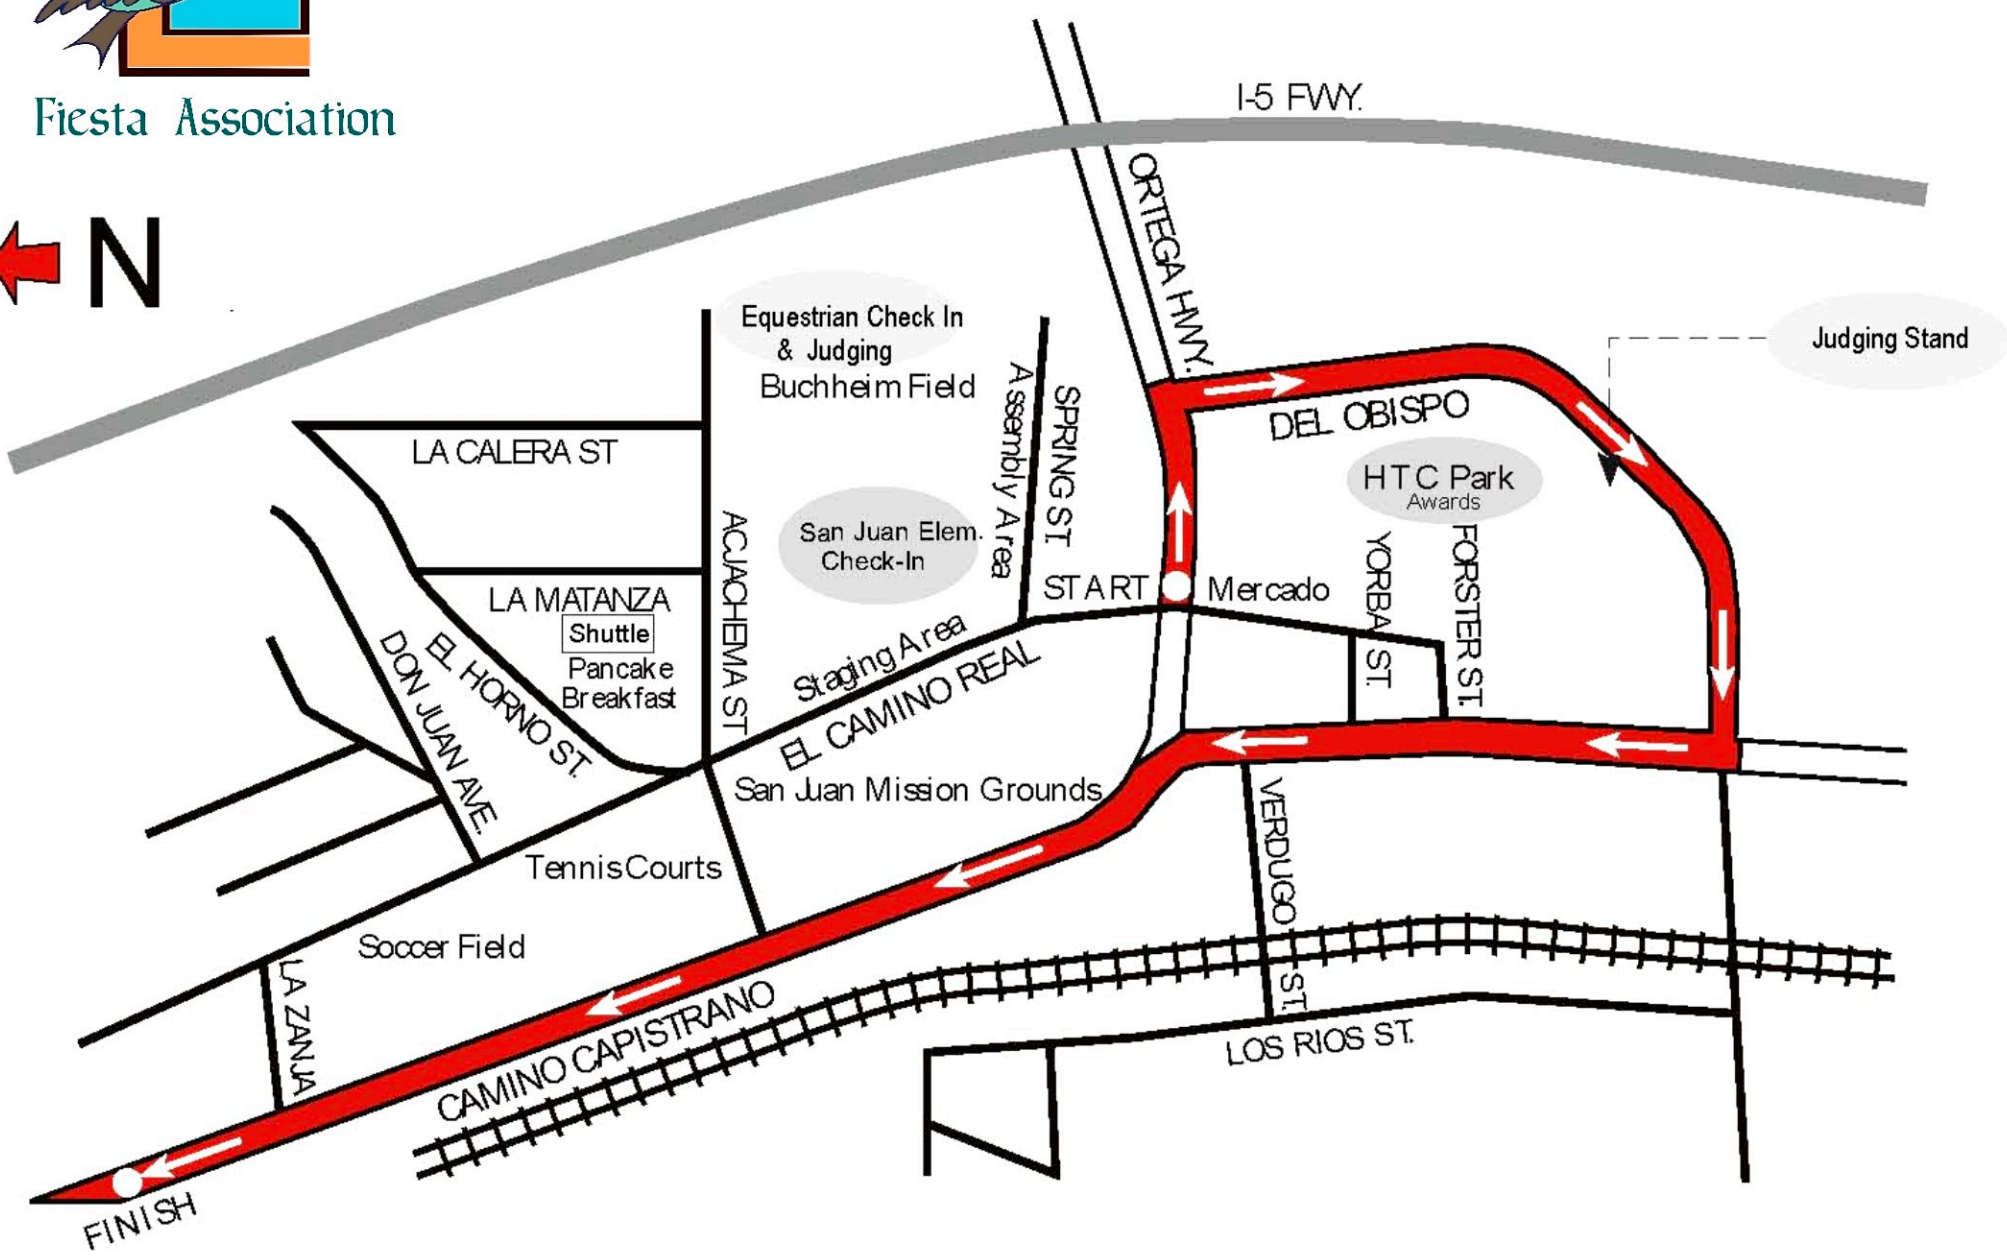 Fiesta Association
I-5 FWY.
N
ORTEGA HWY.
Equestrian Check In
& Judging
Buchheim Field
Judging Stand
Assembly Area
SPRING ST.
DEL OBISPO
LA CALERA ST
HTC Park
Awards
San Juan Elem.
Check-In
ACJACHEMA ST
YORBA ST.
FORSTER ST.
START
Mercado
LA MATANZA
Shuttle
Pancake
Breakfast
DON JUAN AVE.
EL HORNO ST.
Staging Area
EL CAMINO REAL
San Juan Mission Grounds
VERDUGO ST.
Tennis Courts
Soccer Field
LA ZANJA
CAMINO CAPISTRANO
LOS RIOS ST.
FINISH